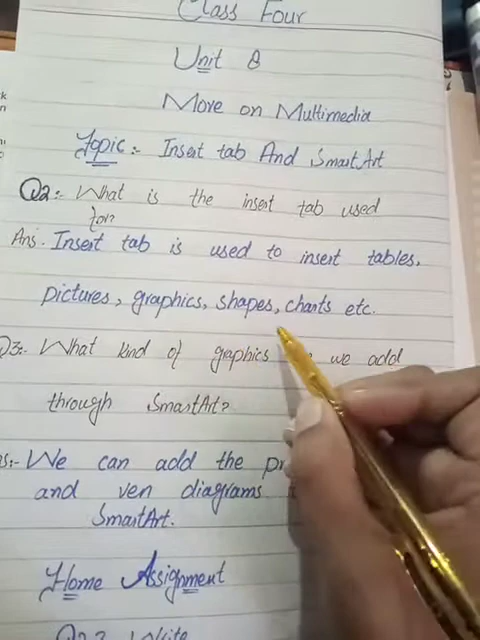 Class Four
Unit 8
More on Multimedia
Topic:- Insert tab And SmartArt
Q2:- What is the insert tab used
for?
Ans. Insert tab is used to insert tables,
pictures, graphics, shapes, charts etc.
Q3:- What kind of graphics we add
through SmartArt?
s:- We can add the
and ven diagrams
SmartArt.
Home Assignment
Write